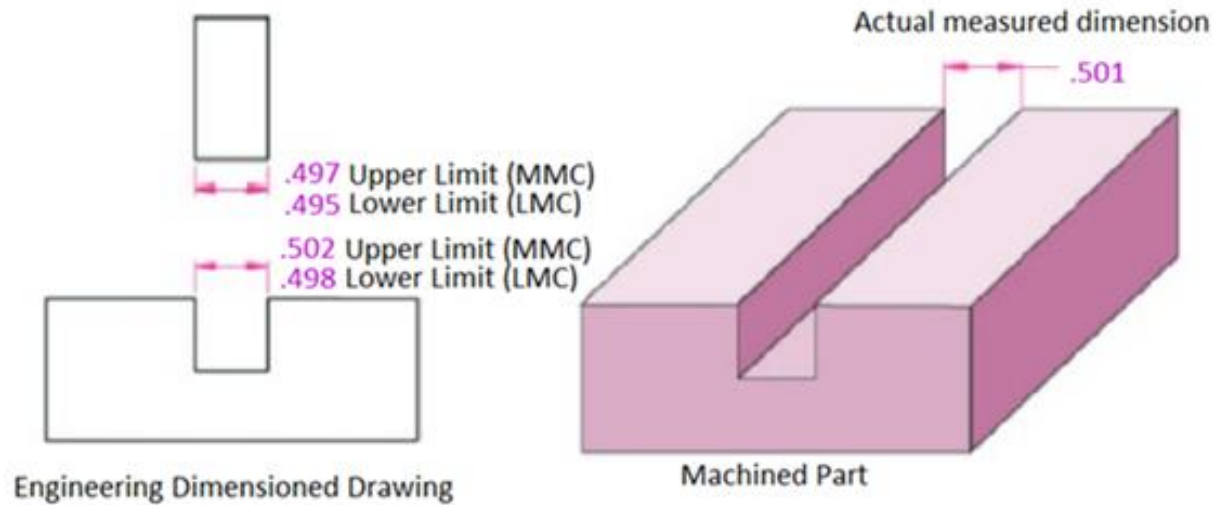 Actual measured dimension
.501
.497 Upper Limit (MMC)
.495 Lower Limit (LMC)
.502 Upper Limit (MMC)
.498 Lower Limit (LMC)
Engineering Dimensioned Drawing
Machined Part